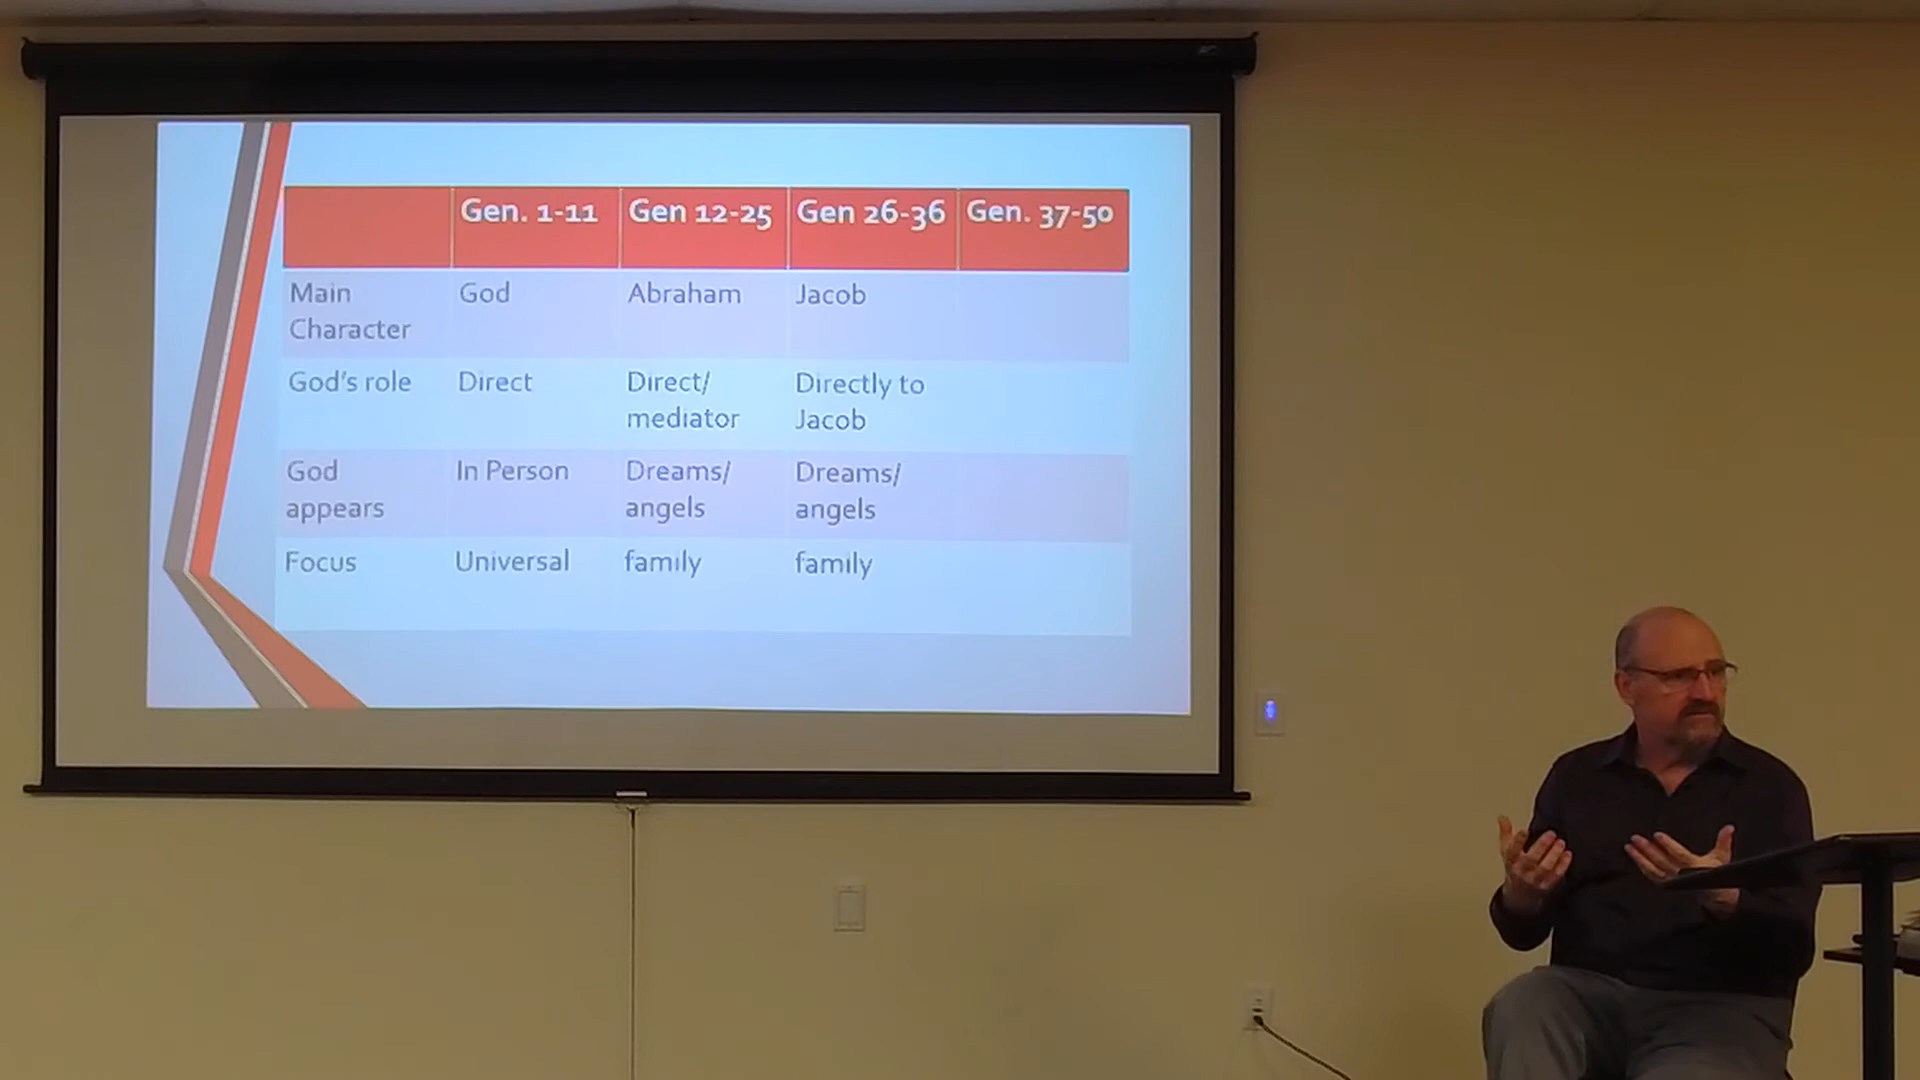 Gen. 1-11 Gen 12-25 Gen 26-36 Gen. 37-50
Main God Abraham Jacob
Character
God's role Direct Direct/ Directly to
mediator Jacob
God In Person Dreams/ Dreams/
appears angels angels
Focus Universal family family